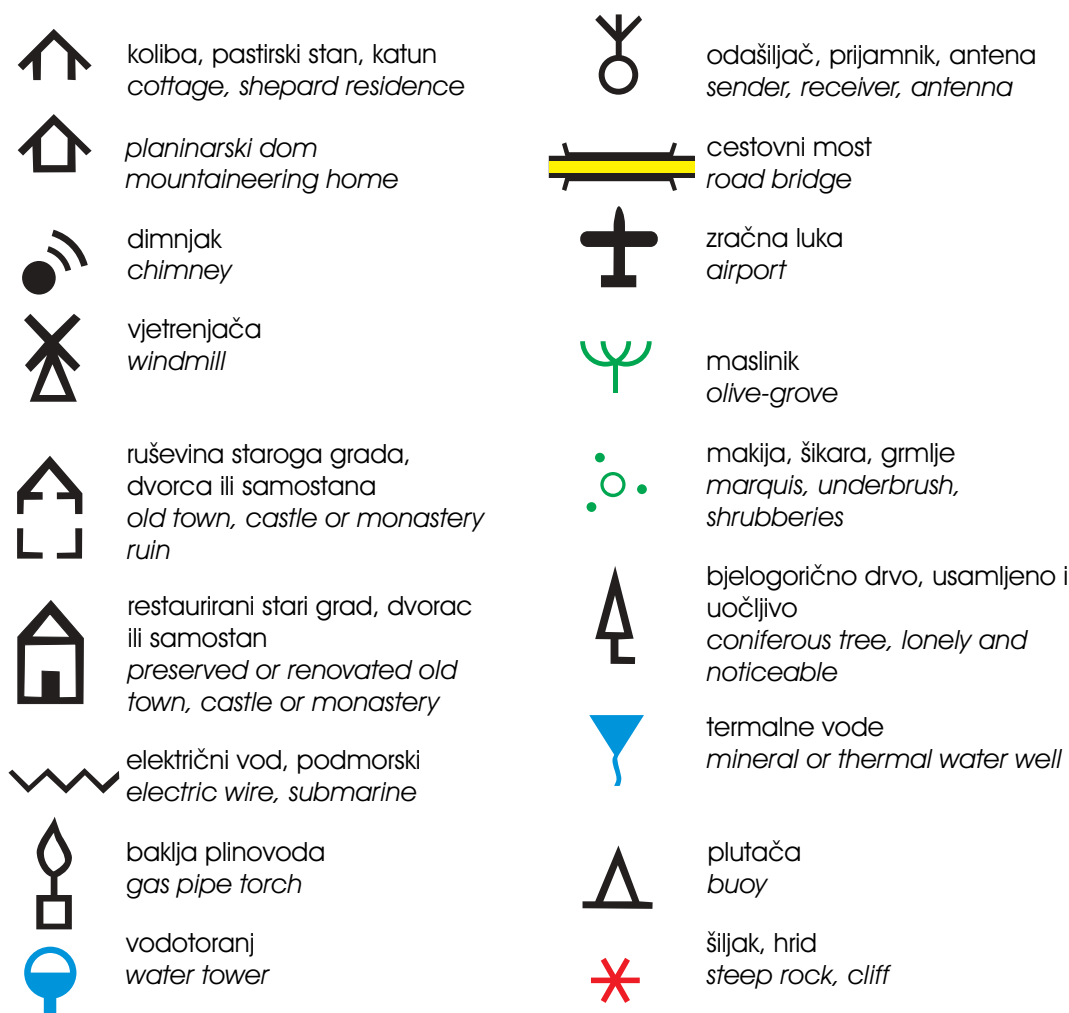 koliba, pastirski stan, katun
cottage, shepard residence
planinarski dom
mountaineering home
dimnjak
chimney
vjetrenjača
windmill
ruševina staroga grada,
dvorca ili samostana
old town, castle or monastery
ruin
restaurirani stari grad, dvorac
ili samostan
preserved or renovated old
town, castle or monastery
električni vod, podmorski
electric wire, submarine
baklja plinovoda
gas pipe torch
vodotoranj
water tower
odašiljač, prijamnik, antena
sender, receiver, antenna
cestovni most
road bridge
zračna luka
airport
maslinik
olive-grove
makija, šikara, grmlje
marquis, underbrush,
shrubberies
bjelogorično drvo, usamljeno i
uočljivo
coniferous tree, lonely and
noticeable
termalne vode
mineral or thermal water well
plutača
buoy
šiljak, hrid
steep rock, cliff